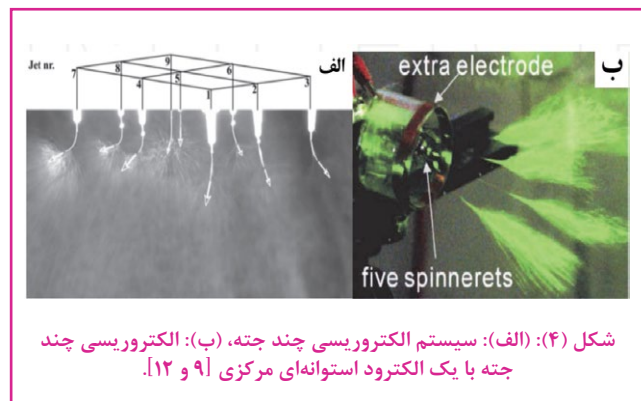 Jet nr.
الف
9
8
6
7
5
4
3
1
2
ب
extra electrode
five spinnerets
شکل (۴): (الف): سیستم الکتروریسی چند جته، (ب): الکتروریسی چند
جته با یک الکترود استوانه‌ای مرکزی [۹ و ۱۲].